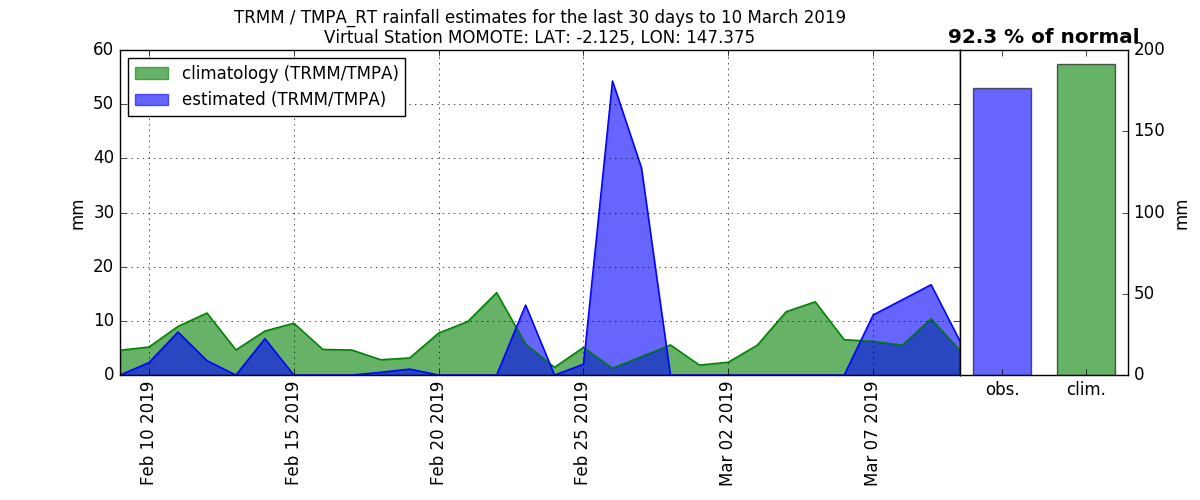 TRMM / TMPA_RT rainfall estimates for the last 30 days to 10 March 2019
Virtual Station MOMOTE: LAT: -2.125, LON: 147.375
92.3 % of normal
climatology (TRMM/TMPA)
estimated (TRMM/TMPA)
60
50
40
30
20
10
0
mm
Feb 10 2019
Feb 15 2019
Feb 20 2019
Feb 25 2019
Mar 02 2019
Mar 07 2019
200
150
100
50
0
mm
obs.
clim.